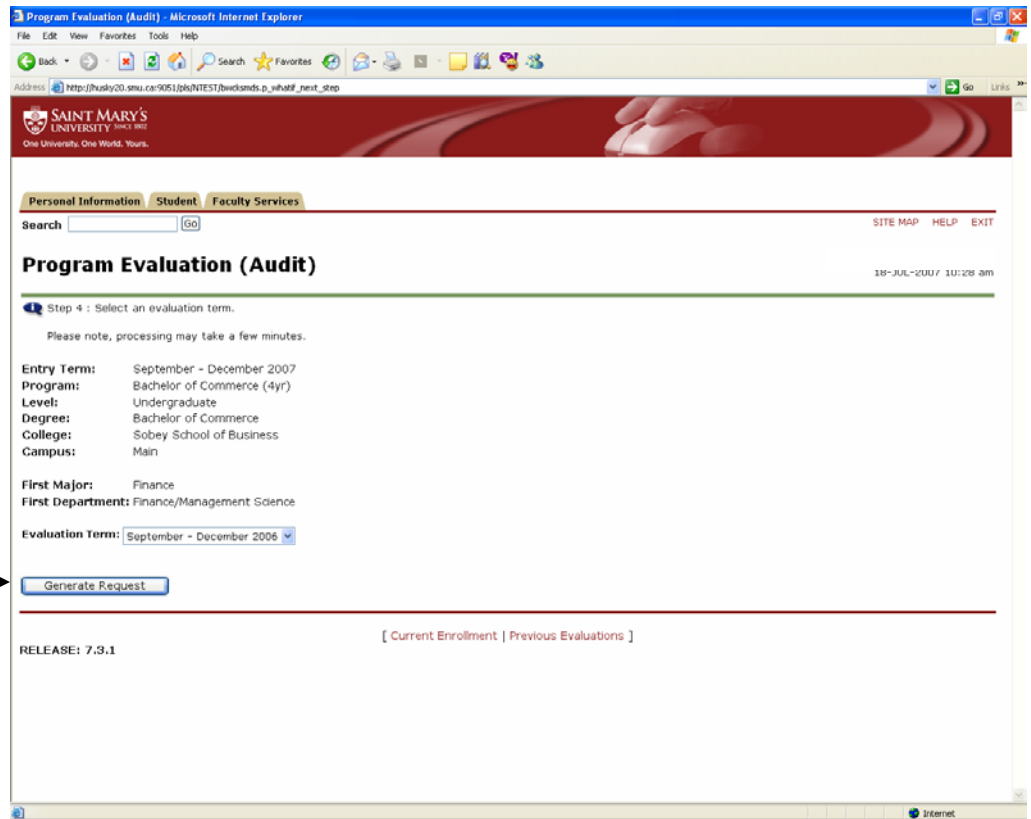 Program Evaluation (Audit) - Microsoft Internet Explorer
File Edit View Favorites Tools Help
Back Search Favorites
Address http://husky20.smu.ca:9051/pls/NTEST/bwcksmds.p_whatif_next_step Go Links »
SAINT MARY'S
UNIVERSITY SINCE 1802
One University. One World. Yours.
Personal Information Student Faculty Services
Search Go SITE MAP HELP EXIT
Program Evaluation (Audit)
18-JUL-2007 10:28 am
Step 4 : Select an evaluation term.
Please note, processing may take a few minutes.
Entry Term: September - December 2007
Program: Bachelor of Commerce (4yr)
Level: Undergraduate
Degree: Bachelor of Commerce
College: Sobey School of Business
Campus: Main
First Major: Finance
First Department: Finance/Management Science
Evaluation Term: September - December 2006
Generate Request
[ Current Enrollment | Previous Evaluations ]
RELEASE: 7.3.1
Internet